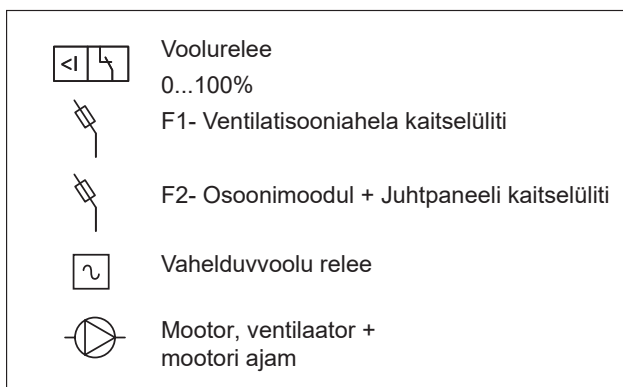 <I
Voolurelee
0...100%
F1- Ventilatisooniahela kaitselüliti
F2- Osoonimoodul + Juhtpaneeli kaitselüliti
Vahelduvvoolu relee
Mootor, ventilaator +
mootori ajam